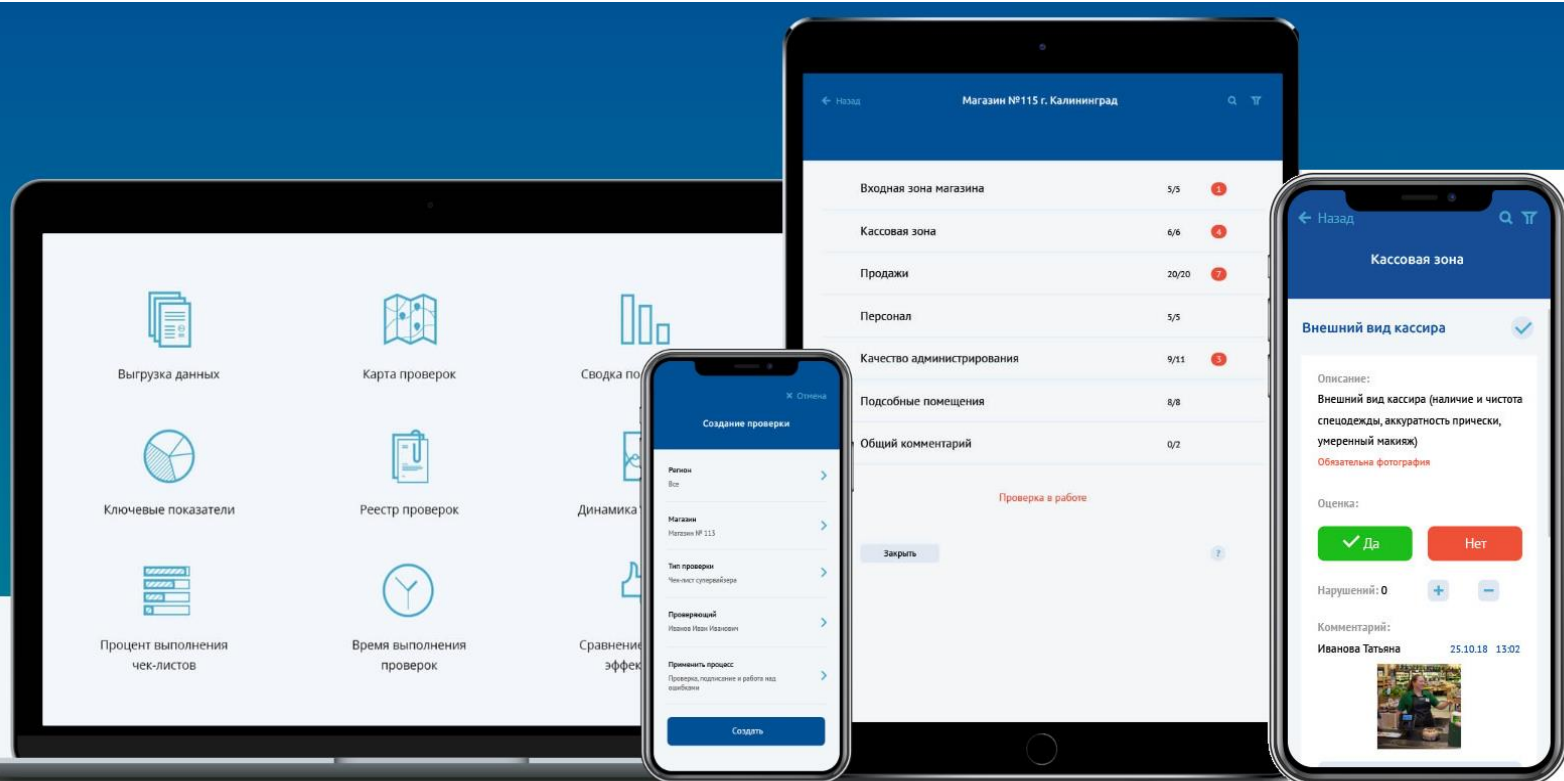 Выгрузка данных
Карта проверок
Сводка по
Ключевые показатели
Реестр проверок
Динамика
Процент выполнения
чек-листов
Время выполнения
проверок
Сравнение
эффек
Отмена
Создание проверки
Регион
Все
Магазин
Магазин № 113
Тип проверки
Чек-лист супервайзера
Проверяющий
Иванов Иван Иванович
Применить процесс
Проверка, подписание и работа над
ошибками
Создать
Назад
Магазин №115 г. Калининград
Входная зона магазина 5/5 1
Кассовая зона 6/6 4
Продажи 20/20 7
Персонал 5/5
Качество администрирования 9/11 3
Подсобные помещения 8/8
Общий комментарий 0/2
Проверка в работе
Закрыть ?
Назад
Кассовая зона
Внешний вид кассира
Описание:
Внешний вид кассира (наличие и чистота
спецодежды, аккуратность прически,
умеренный макияж)
Обязательна фотография
Оценка:
Да Нет
Нарушений: 0 + −
Комментарий:
Иванова Татьяна 25.10.18 13:02